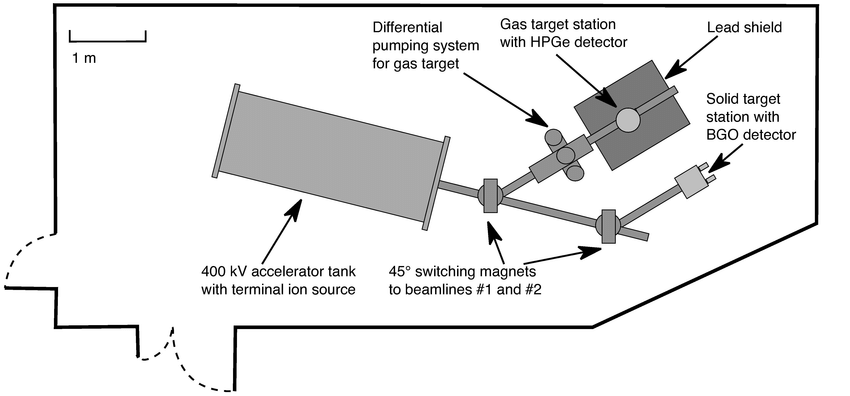 Differential
pumping system
for gas target
Gas target station
with HPGe detector
Lead shield
1 m
Solid target
station with
BGO detector
400 kV accelerator tank
with terminal ion source
45° switching magnets
to beamlines #1 and #2